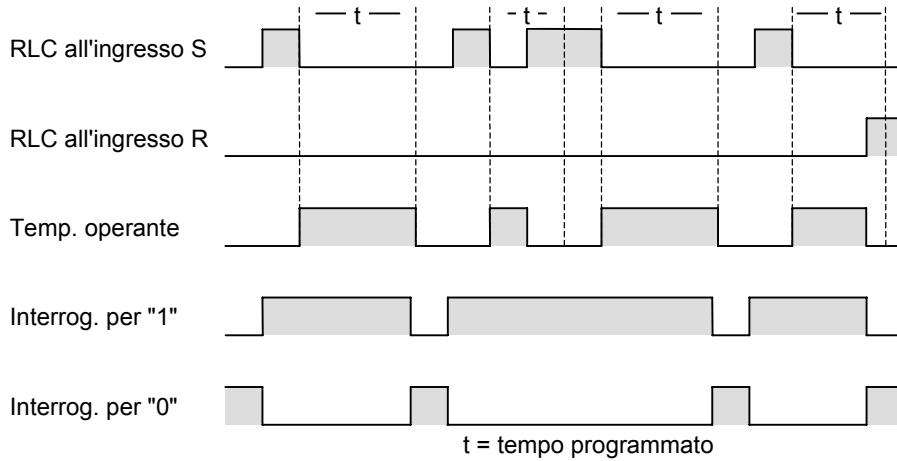 t t t t
RLC all'ingresso S
RLC all'ingresso R
Temp. operante
Interrog. per "1"
Interrog. per "0"
t = tempo programmato